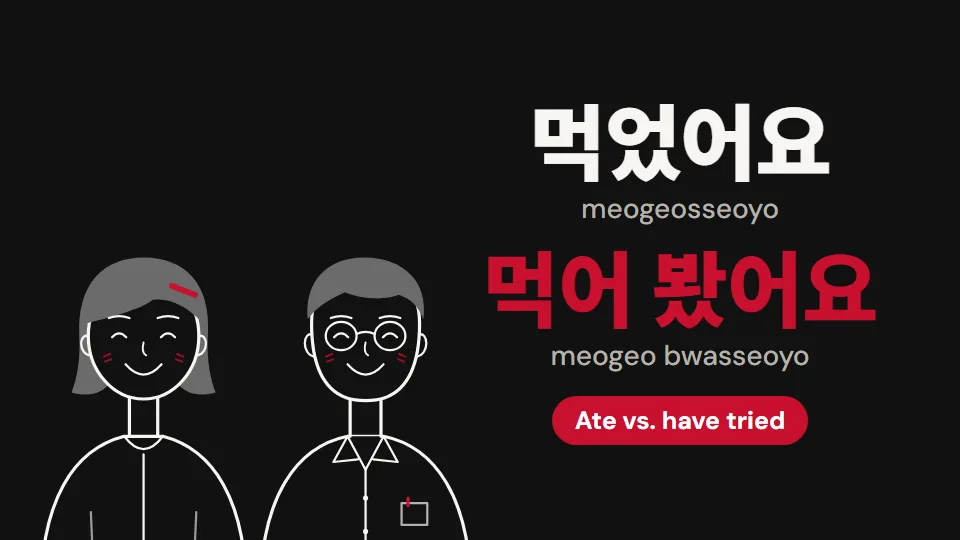 먹었어요
meogeosseoyo
먹어 봤어요
meogeo bwasseoyo
Ate vs. have tried